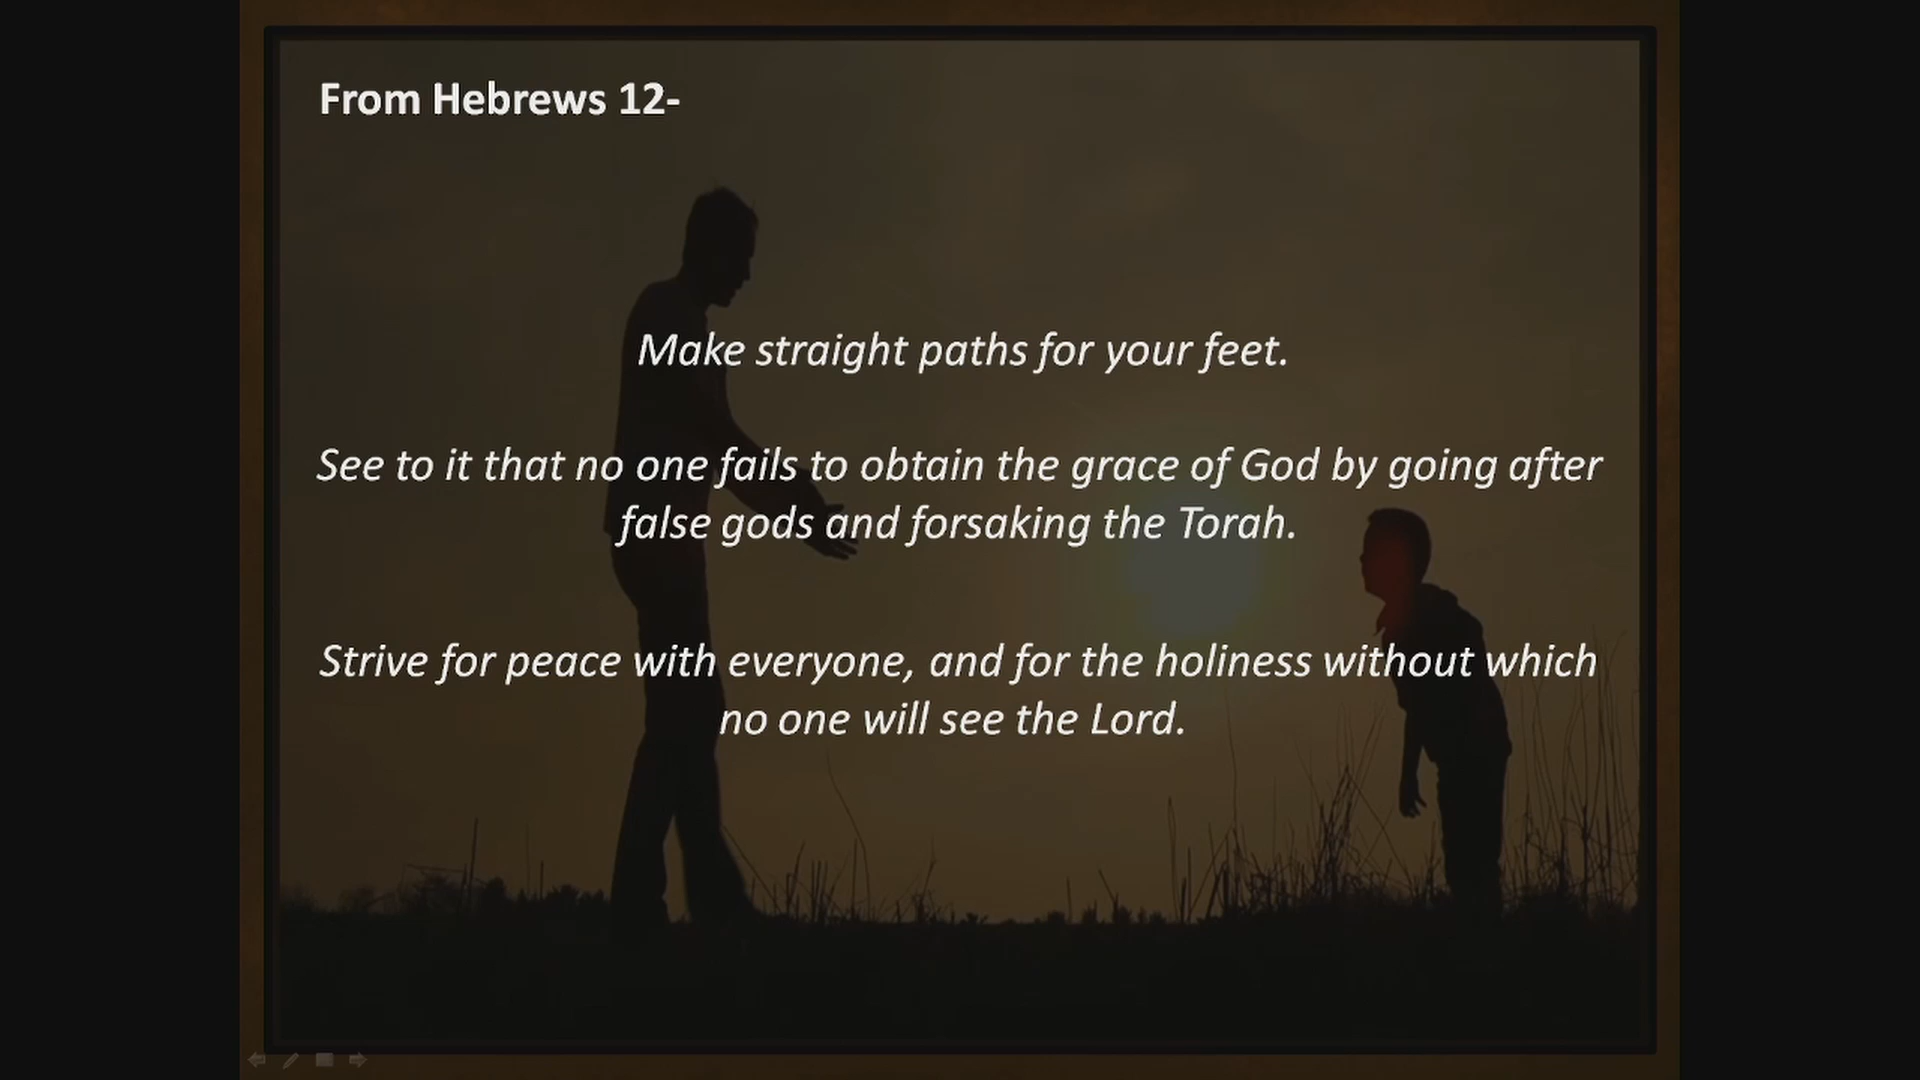 From Hebrews 12-
Make straight paths for your feet.
See to it that no one fails to obtain the grace of God by going after
false gods and forsaking the Torah.
Strive for peace with everyone, and for the holiness without which
no one will see the Lord.